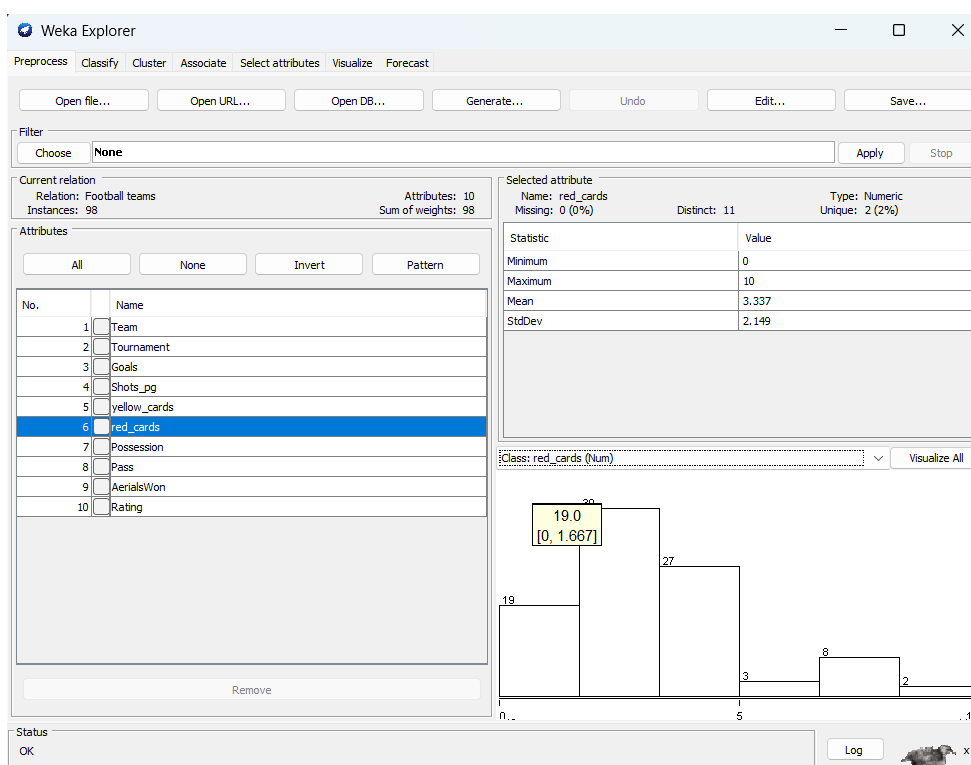 Weka Explorer
Preprocess Classify Cluster Associate Select attributes Visualize Forecast
Open file... Open URL... Open DB... Generate... Undo Edit... Save...
Filter
Choose None Apply Stop
Current relation
Relation: Football teams Attributes: 10
Instances: 98 Sum of weights: 98
Selected attribute
Name: red_cards Type: Numeric
Missing: 0 (0%) Distinct: 11 Unique: 2 (2%)
Attributes
All None Invert Pattern
No. Name
1 Team
2 Tournament
3 Goals
4 Shots_pg
5 yellow_cards
6 red_cards
7 Possession
8 Pass
9 AerialsWon
10 Rating
Remove
Statistic Value
Minimum 0
Maximum 10
Mean 3.337
StdDev 2.149
Class: red_cards (Num) Visualize All
19.0
[0, 1.667]
27
19
8
3
2
5
Status
OK
Log
x